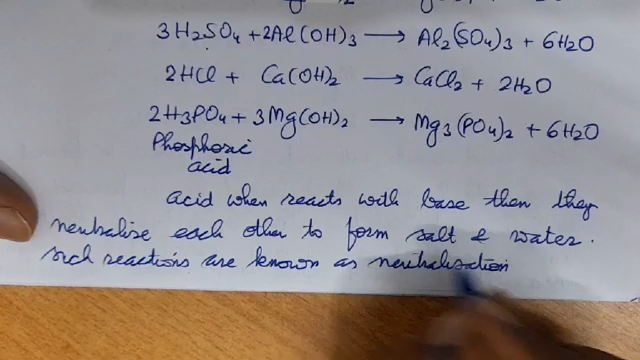 3H₂SO₄ + 2Al(OH)₃ ⟶ Al₂(SO₄)₃ + 6H₂O
2HCl + Ca(OH)₂ ⟶ CaCl₂ + 2H₂O
2H₃PO₄ + 3Mg(OH)₂ ⟶ Mg₃(PO₄)₂ + 6H₂O
Phosphoric
acid
acid when reacts with base then they
neutralise each other to form salt & water.
Such reactions are known as neutralisation